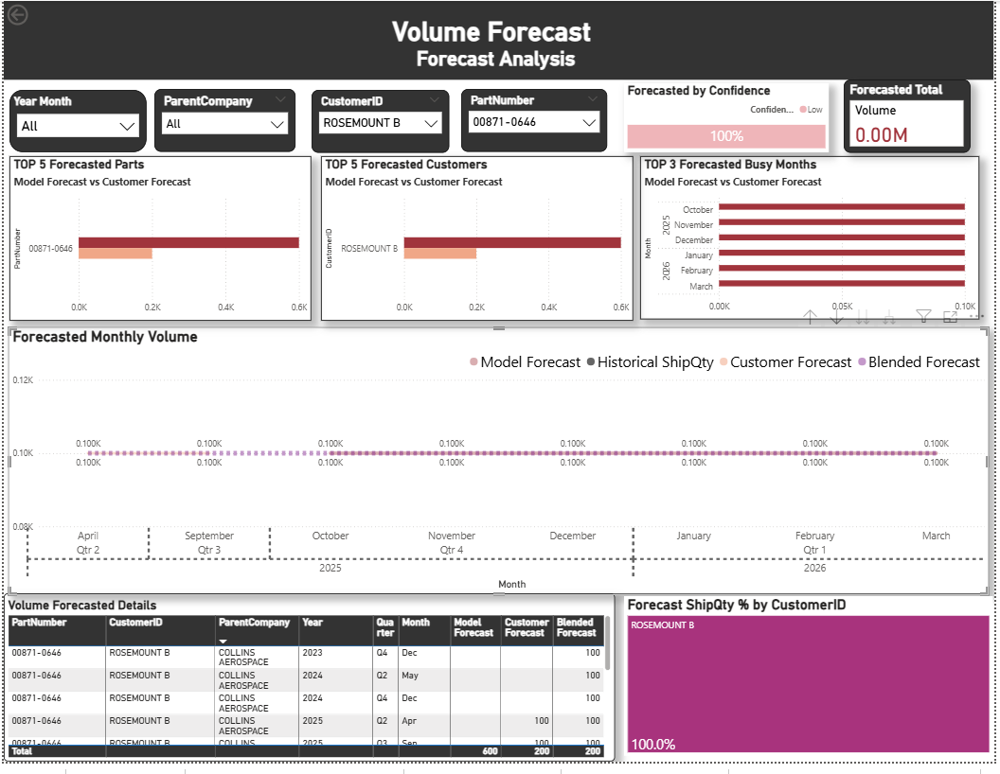 Volume Forecast
Forecast Analysis
Year Month
All
ParentCompany
All
CustomerID
ROSEMOUNT B
PartNumber
00871-0646
Forecasted by Confidence
Confiden... Low
100%
Forecasted Total
Volume
0.00M
TOP 5 Forecasted Parts
Model Forecast vs Customer Forecast
PartNumber
00871-0646
0.0K 0.2K 0.4K 0.6K
TOP 5 Forecasted Customers
Model Forecast vs Customer Forecast
CustomerID
ROSEMOUNT B
0.0K 0.2K 0.4K 0.6K
TOP 3 Forecasted Busy Months
Model Forecast vs Customer Forecast
Month
2025
October
November
December
2026
January
February
March
0.00K 0.05K 0.10K
Forecasted Monthly Volume
Model Forecast Historical ShipQty Customer Forecast Blended Forecast
0.12K
0.100K 0.100K 0.100K 0.100K 0.100K 0.100K 0.100K 0.100K
0.10K
0.100K 0.100K 0.100K 0.100K 0.100K 0.100K 0.100K 0.100K
0.08K
April September October November December January February March
Qtr 2 Qtr 3 Qtr 4 Qtr 1
2025 2026
Month
Volume Forecasted Details
PartNumber CustomerID ParentCompany Year Qua rter Month Model Forecast Customer Forecast Blended Forecast
00871-0646 ROSEMOUNT B COLLINS AEROSPACE 2023 Q4 Dec 100
00871-0646 ROSEMOUNT B COLLINS AEROSPACE 2024 Q2 May 100
00871-0646 ROSEMOUNT B COLLINS AEROSPACE 2024 Q4 Dec 100
00871-0646 ROSEMOUNT B COLLINS AEROSPACE 2025 Q2 Apr 100 100
00871-0646 ROSEMOUNT B COLLINS 2025 Q3 Sep 100 100
Total 600 200 200
Forecast ShipQty % by CustomerID
ROSEMOUNT B
100.0%